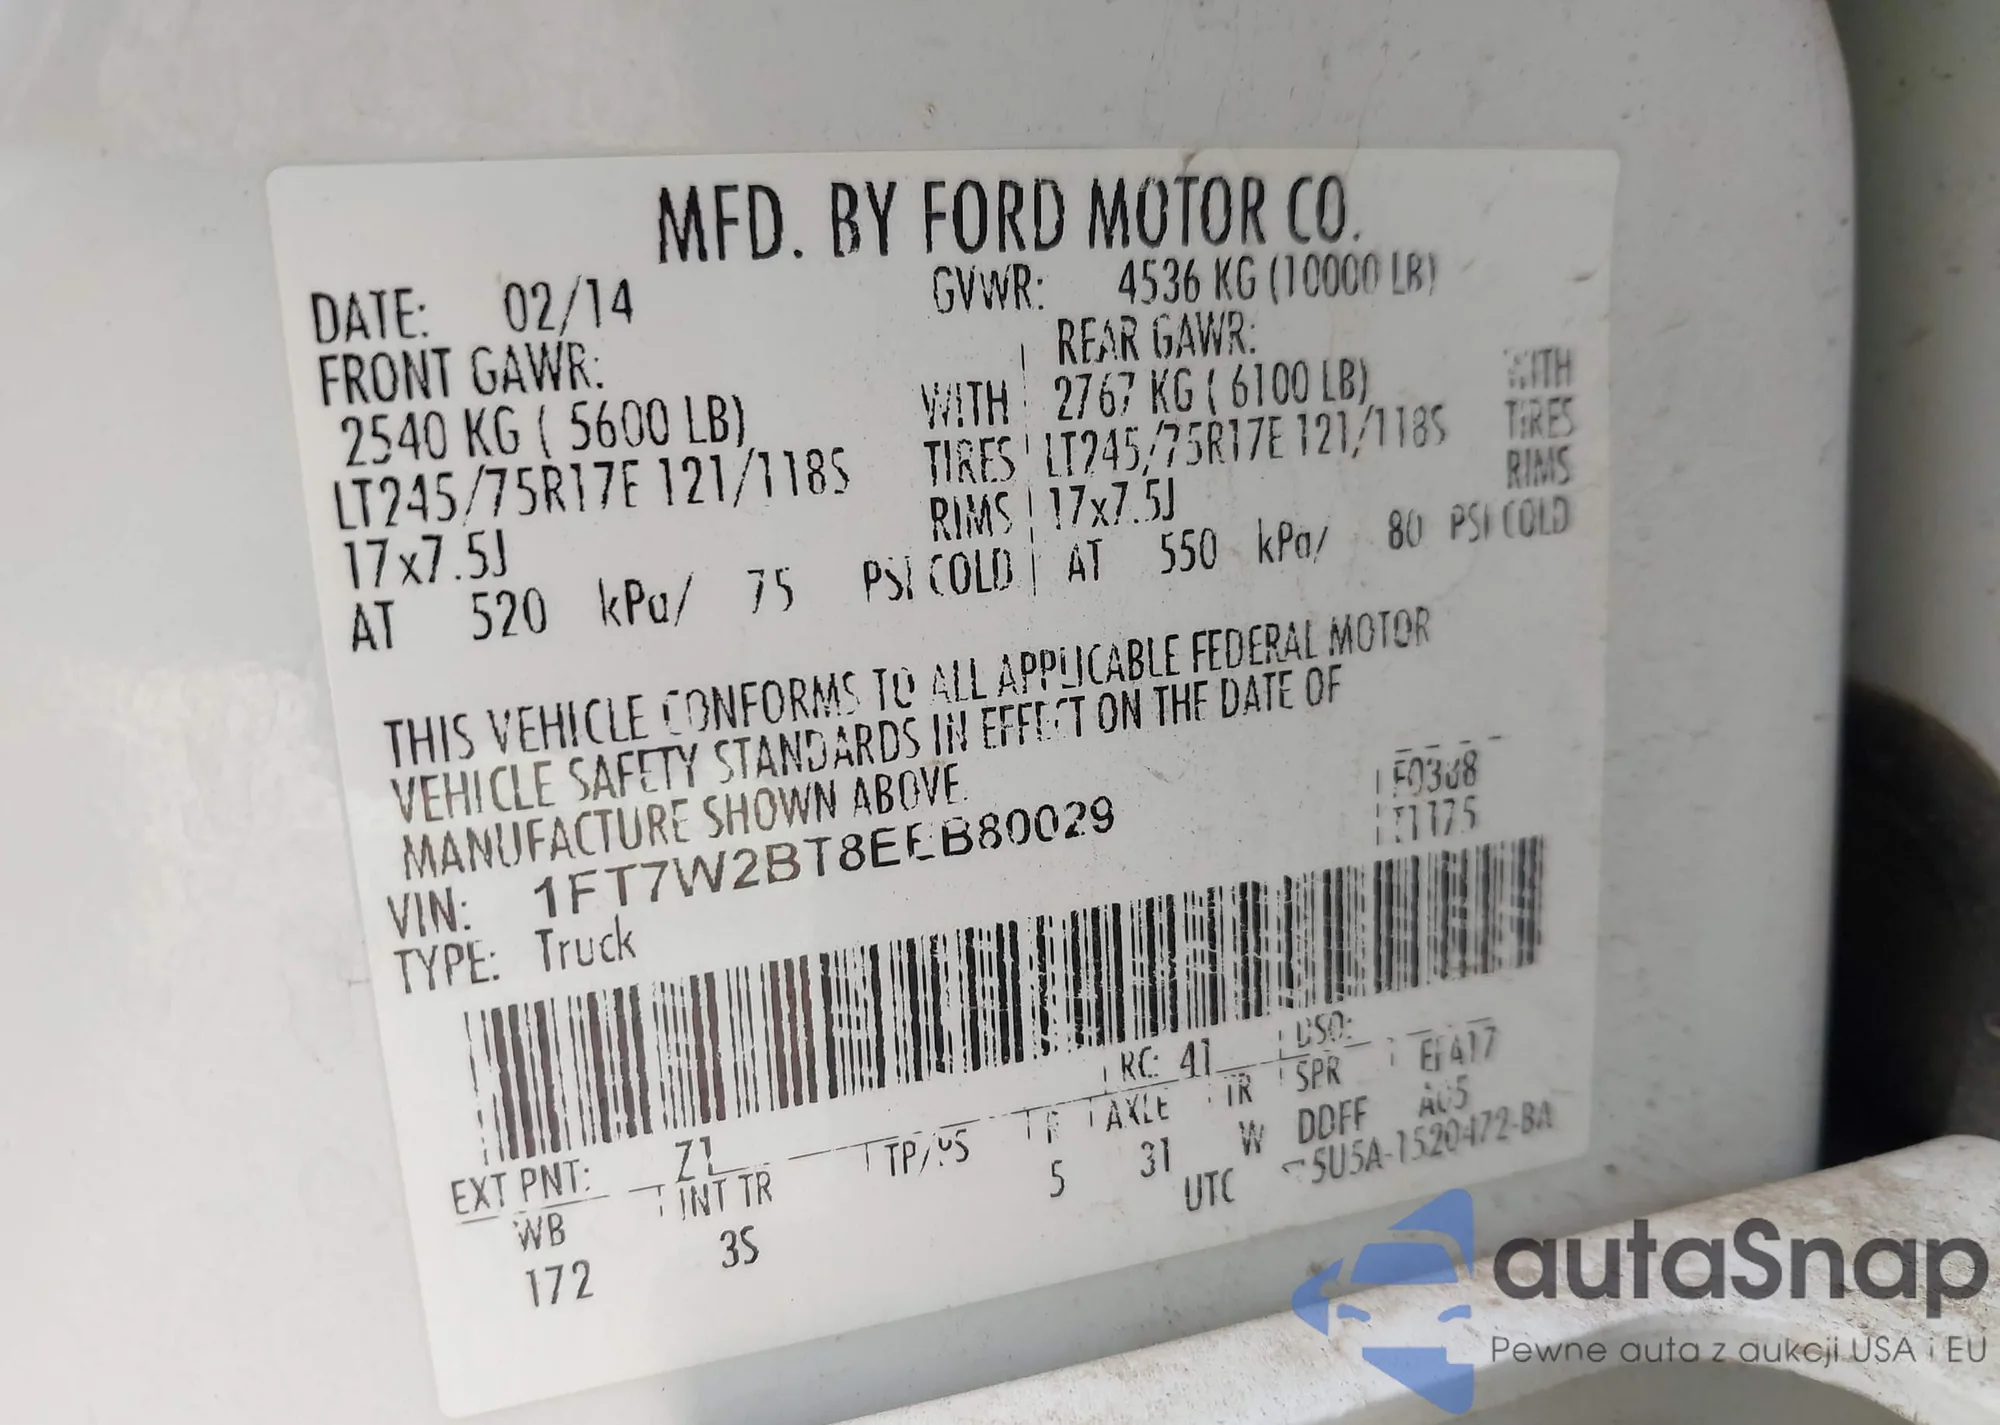 MFD. BY FORD MOTOR CO.
DATE: 02/14 GVWR: 4536 KG (10000 LB)
FRONT GAWR: REAR GAWR:
2540 KG ( 5600 LB) WITH 2767 KG ( 6100 LB) WITH
LT245/75R17E 121/118S TIRES LT245/75R17E 121/118S TIRES
17x7.5J RIMS 17x7.5J RIMS
AT 520 kPa/ 75 PSI COLD AT 550 kPa/ 80 PSI COLD
THIS VEHICLE CONFORMS TO ALL APPLICABLE FEDERAL MOTOR
VEHICLE SAFETY STANDARDS IN EFFECT ON THE DATE OF
MANUFACTURE SHOWN ABOVE.
VIN: 1FT7W2BT8EEB80029
TYPE: Truck
EXT PNT: Z1 RC: 41 DSO:
WB INT TR TP/PS R AXLE TR SPR EFA17
172 3S 5 31 W DDFF
UTC
autaSnap
Pewne auta z aukcji USA i EU